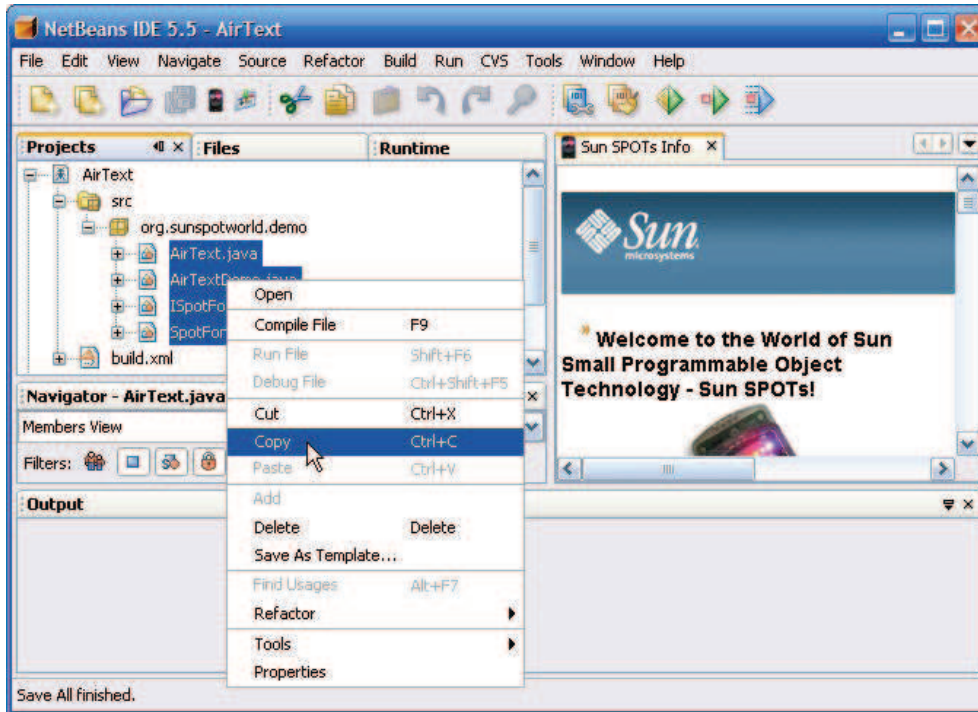 NetBeans IDE 5.5 - AirText
File Edit View Navigate Source Refactor Build Run CVS Tools Window Help
Projects
Files
Runtime
AirText
src
org.sunspotworld.demo
AirText.java
AirTextDemo.java
ISpotFo
SpotFon
build.xml
Navigator - AirText.java
Members View
Filters:
Output
Save All finished.
Open
Compile File F9
Run File Shift+F6
Debug File Ctrl+Shift+F5
Cut Ctrl+X
Copy Ctrl+C
Paste Ctrl+V
Add
Delete Delete
Save As Template...
Find Usages Alt+F7
Refactor
Tools
Properties
Sun SPOTs Info
Sun
microsystems
Welcome to the World of Sun
Small Programmable Object
Technology - Sun SPOTs!